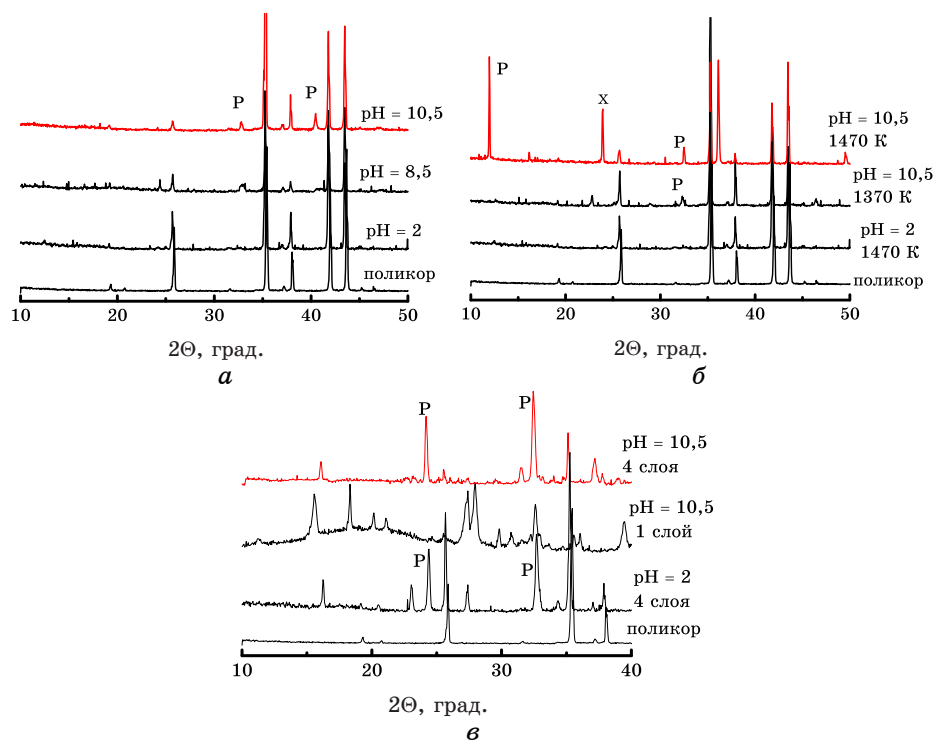 P
P
pH = 10,5
pH = 8,5
pH = 2
поликор
10 20 30 40 50
2Θ, град.
а
P
X
P
P
pH = 10,5
1470 К
pH = 10,5
1370 К
pH = 2
1470 К
поликор
10 20 30 40 50
2Θ, град.
б
P
P
pH = 10,5
4 слоя
pH = 10,5
1 слой
P
P
pH = 2
4 слоя
поликор
10 20 30 40
2Θ, град.
в